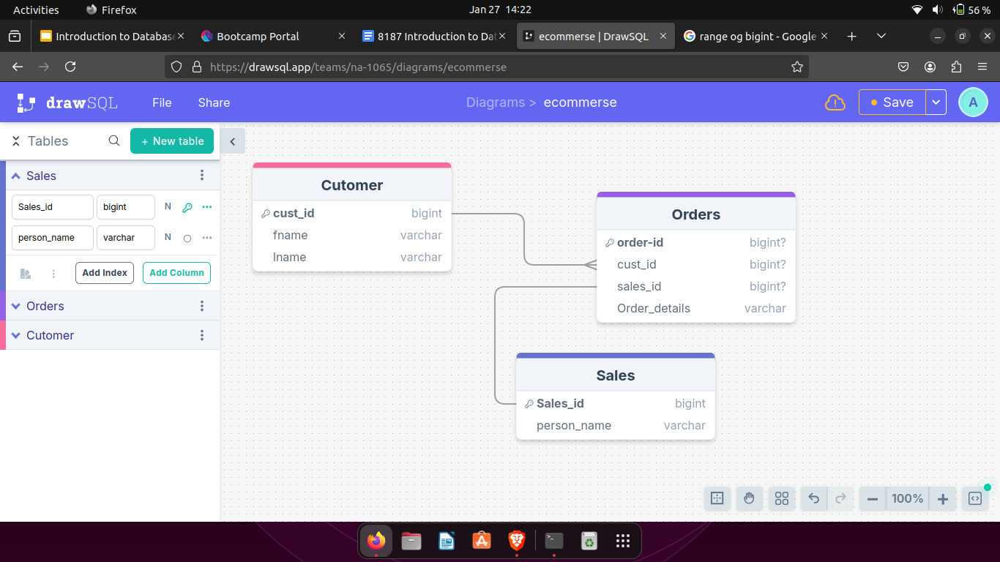 Activities Firefox Jan 27 14:22 56 %
Introduction to Database Bootcamp Portal 8187 Introduction to Dat ecommerse | DrawSQL range og bigint - Google
https://drawsql.app/teams/na-1065/diagrams/ecommerse
drawSQL File Share Diagrams > ecommerse Save A
Tables + New table
Sales
Sales_id bigint N
person_name varchar N
Add Index Add Column
Orders
Cutomer
Cutomer
cust_id bigint
fname varchar
lname varchar
Orders
order-id bigint?
cust_id bigint?
sales_id bigint?
Order_details varchar
Sales
Sales_id bigint
person_name varchar
100%